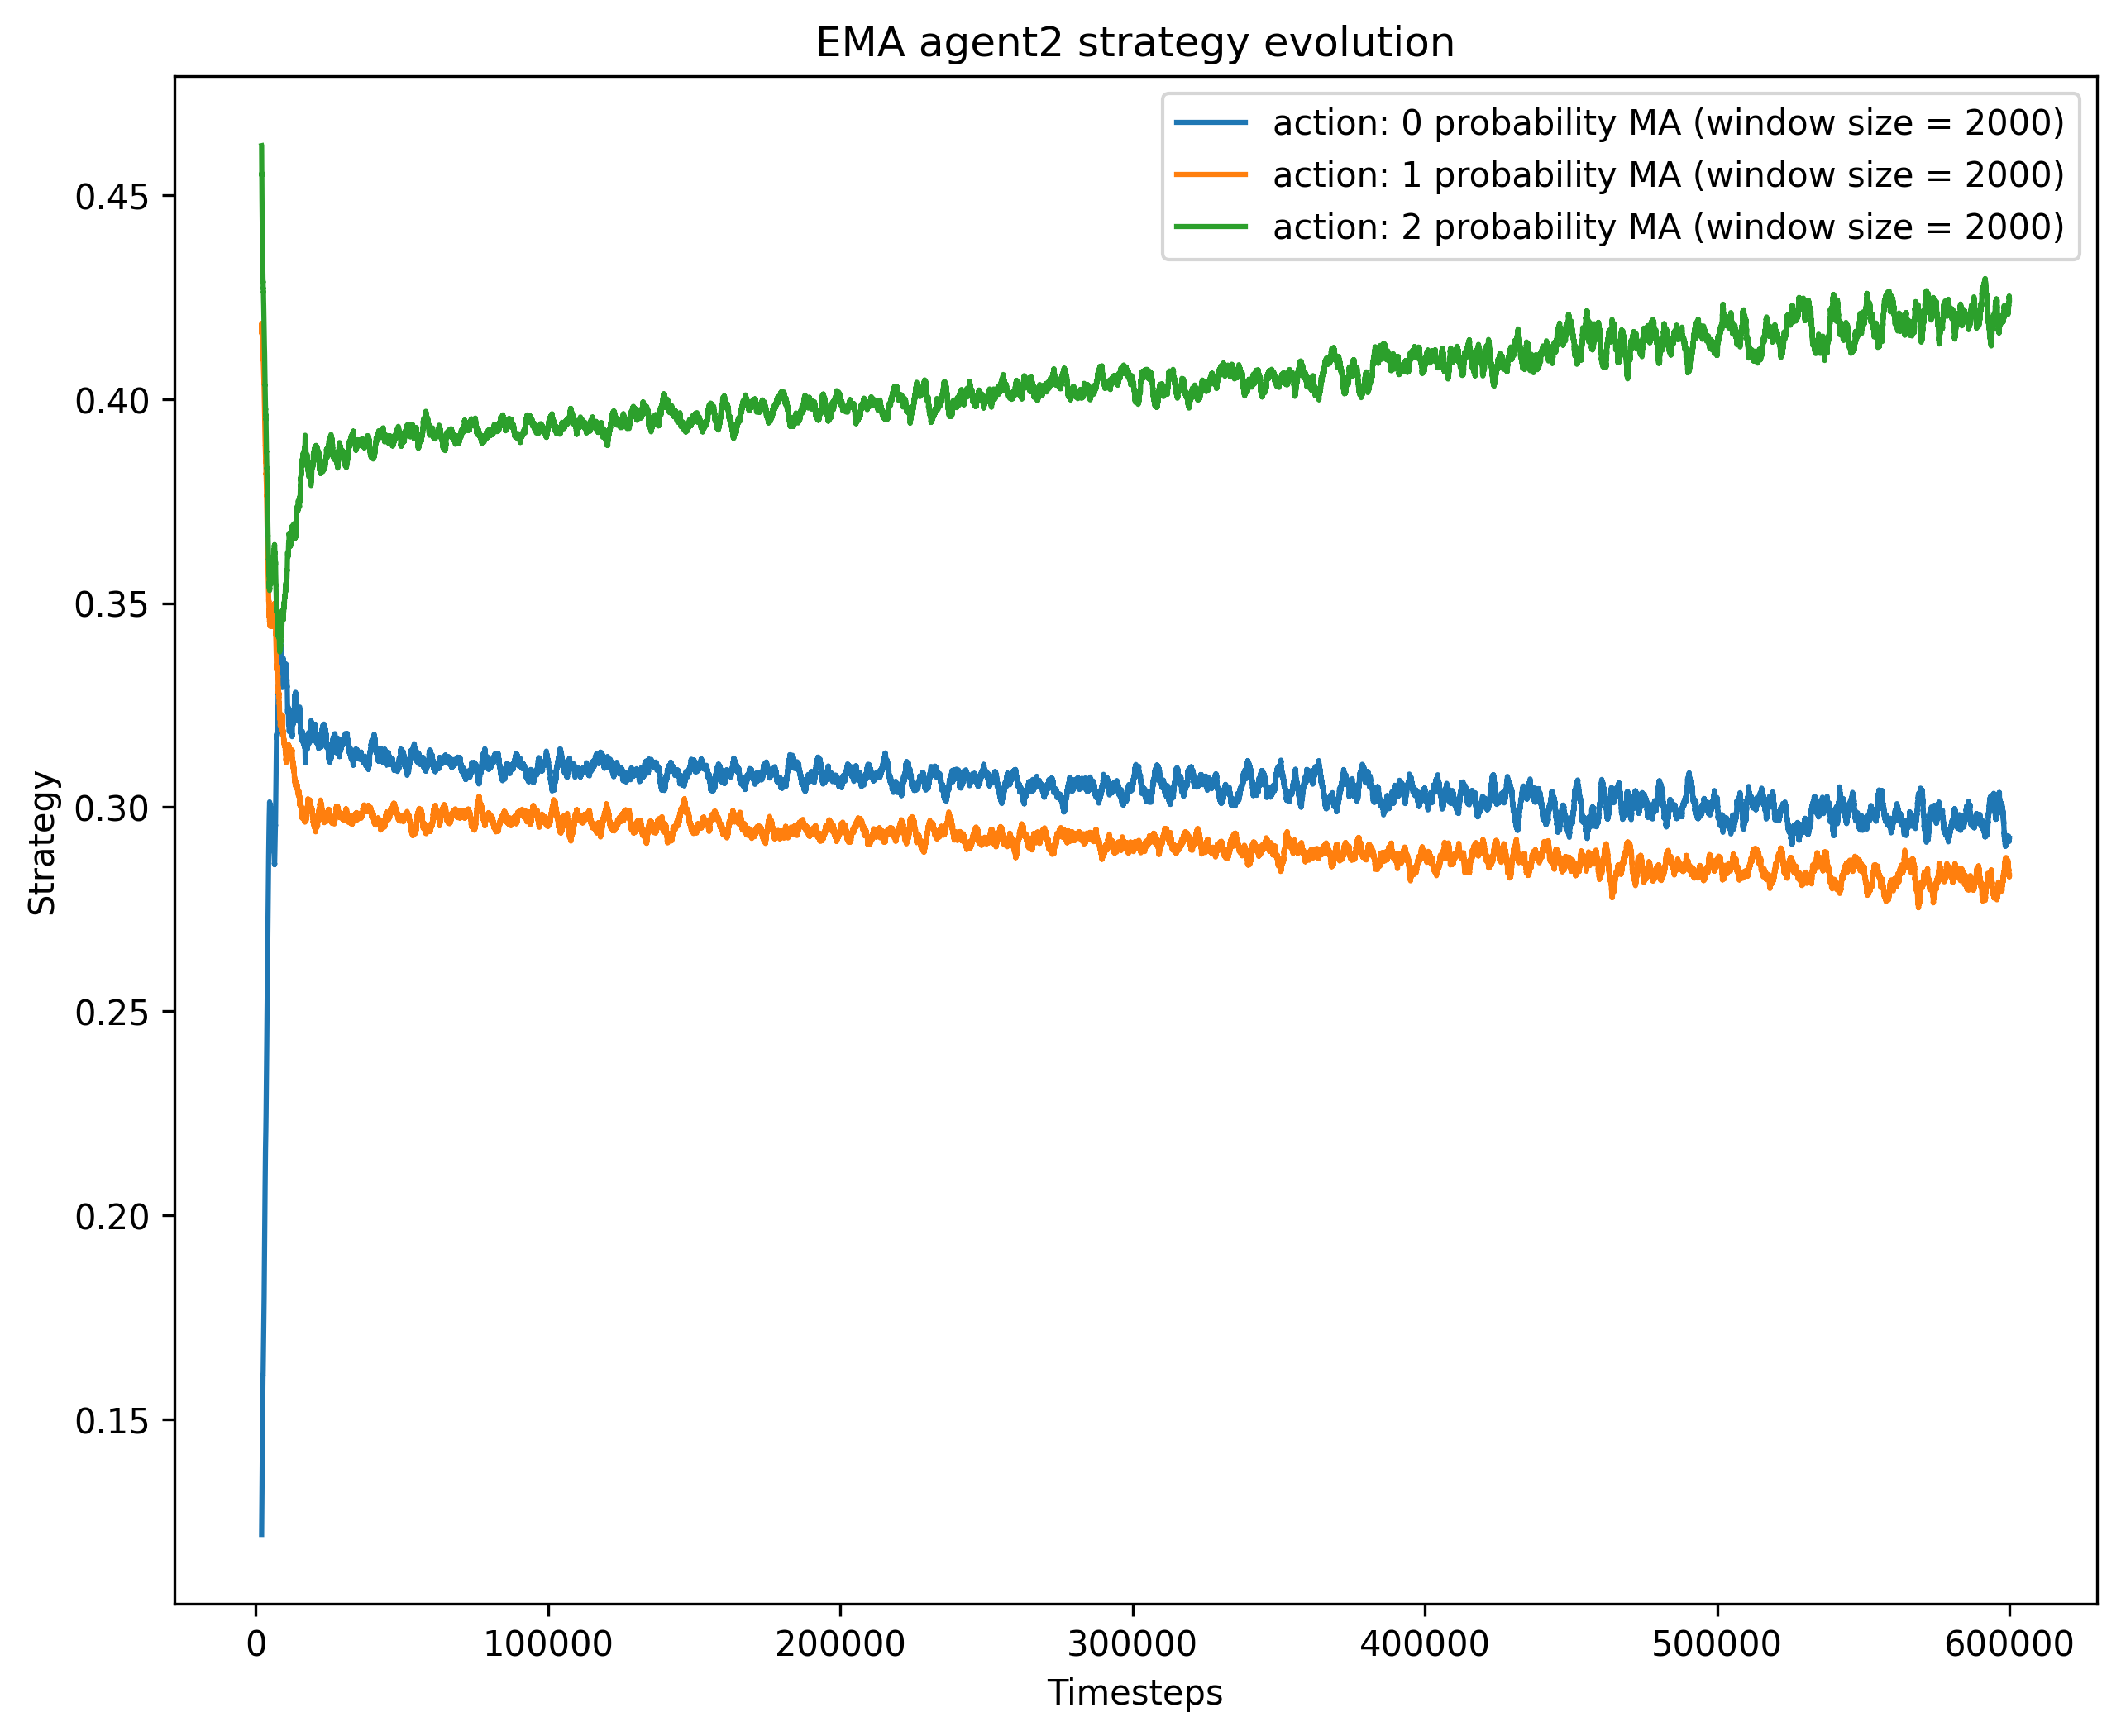 EMA agent2 strategy evolution
action: 0 probability MA (window size = 2000)
action: 1 probability MA (window size = 2000)
action: 2 probability MA (window size = 2000)
0.45
0.40
0.35
0.30
0.25
0.20
0.15
Strategy
0 100000 200000 300000 400000 500000 600000
Timesteps